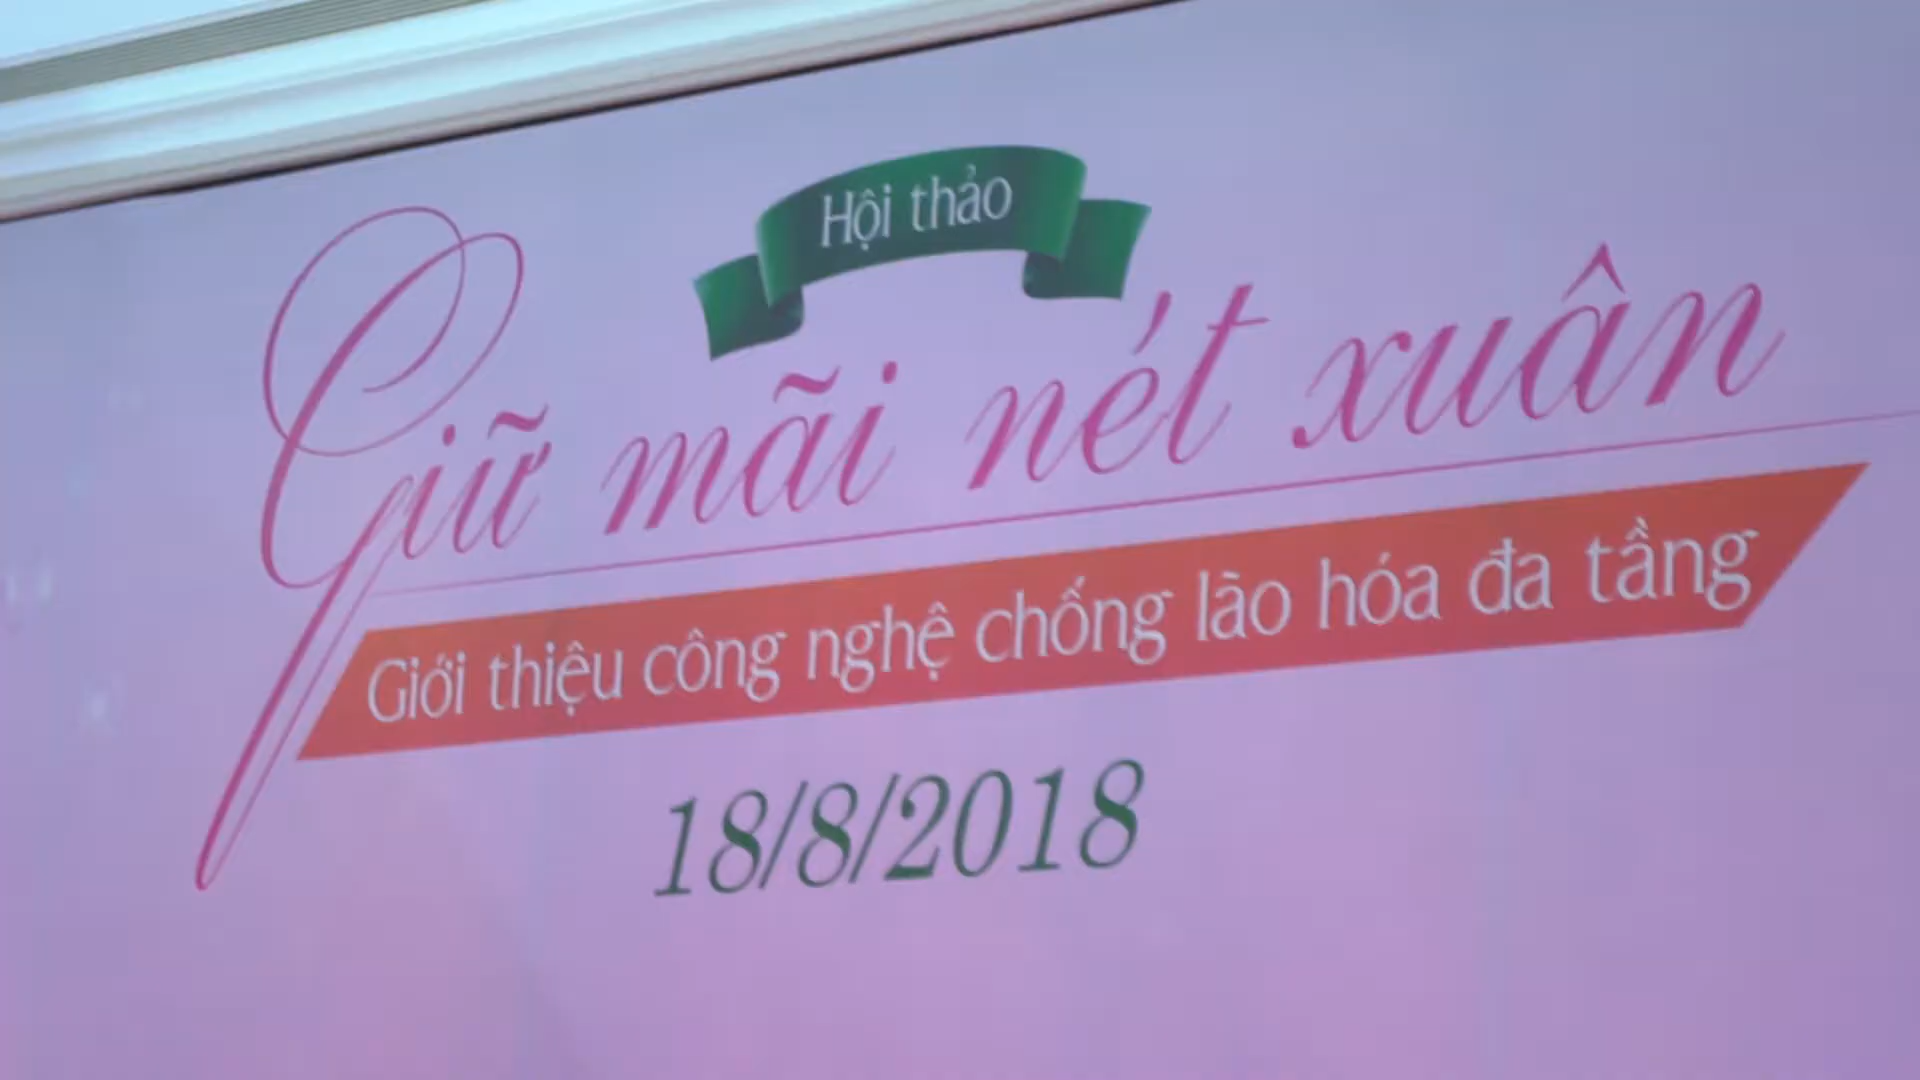 Hội thảo
Giữ mãi nét xuân
Giới thiệu công nghệ chống lão hóa đa tầng
18/8/2018